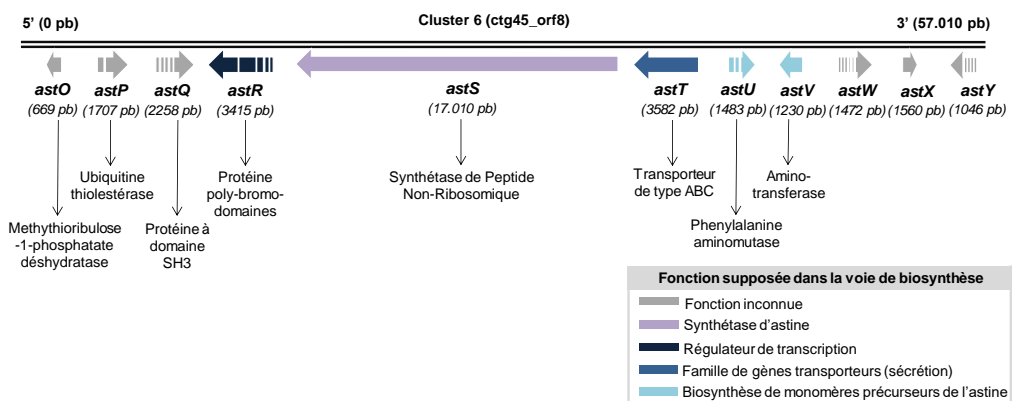 5' (0 pb) Cluster 6 (ctg45_orf8) 3' (57.010 pb)
astO astP astQ astR astS astT astU astV astW astX astY
(669 pb) (1707 pb) (2258 pb) (3415 pb) (17.010 pb) (3582 pb) (1483 pb) (1230 pb) (1472 pb) (1560 pb) (1046 pb)
Ubiquitine
thiolestérase
Protéine
poly-bromo-
domaines
Synthétase de Peptide
Non-Ribosomique
Transporteur
de type ABC
Amino-
transferase
Methythioribulose
-1-phosphatate
déshydratase
Protéine à
domaine
SH3
Phenylalanine
aminomutase
Fonction supposée dans la voie de biosynthèse
Fonction inconnue
Synthétase d'astine
Régulateur de transcription
Famille de gènes transporteurs (sécrétion)
Biosynthèse de monomères précurseurs de l'astine